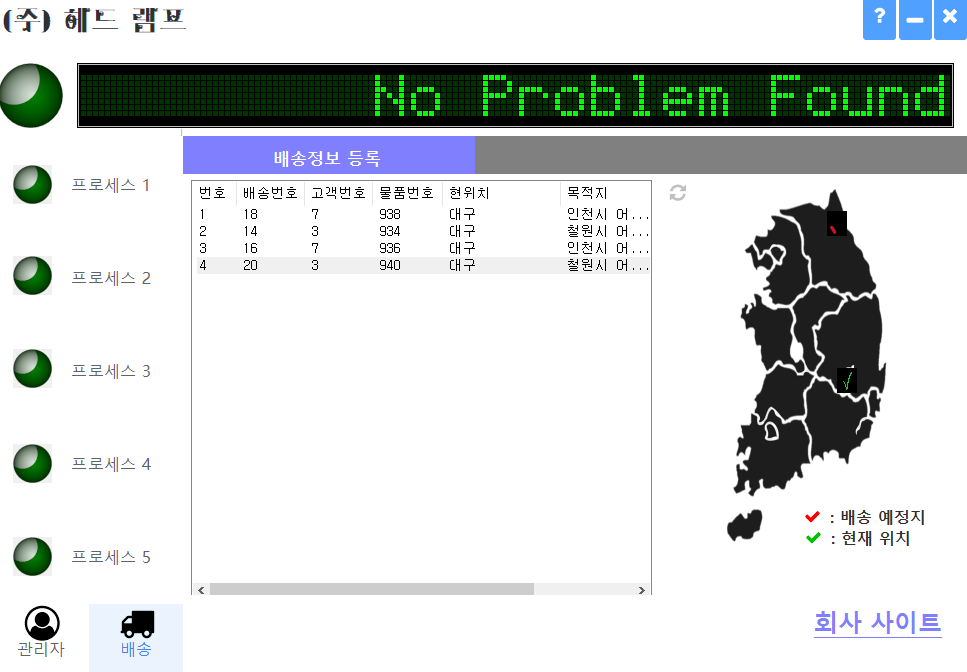 (주) 헤드 램프
?
No Problem Found
배송정보 등록
프로세스 1
프로세스 2
프로세스 3
프로세스 4
프로세스 5
번호 배송번호 고객번호 물품번호 현위치 목적지
1 18 7 938 대구 인천시 어...
2 14 3 934 대구 철원시 어...
3 16 7 936 대구 인천시 어...
4 20 3 940 대구 철원시 어...
: 배송 예정지
: 현재 위치
관리자
배송
회사 사이트